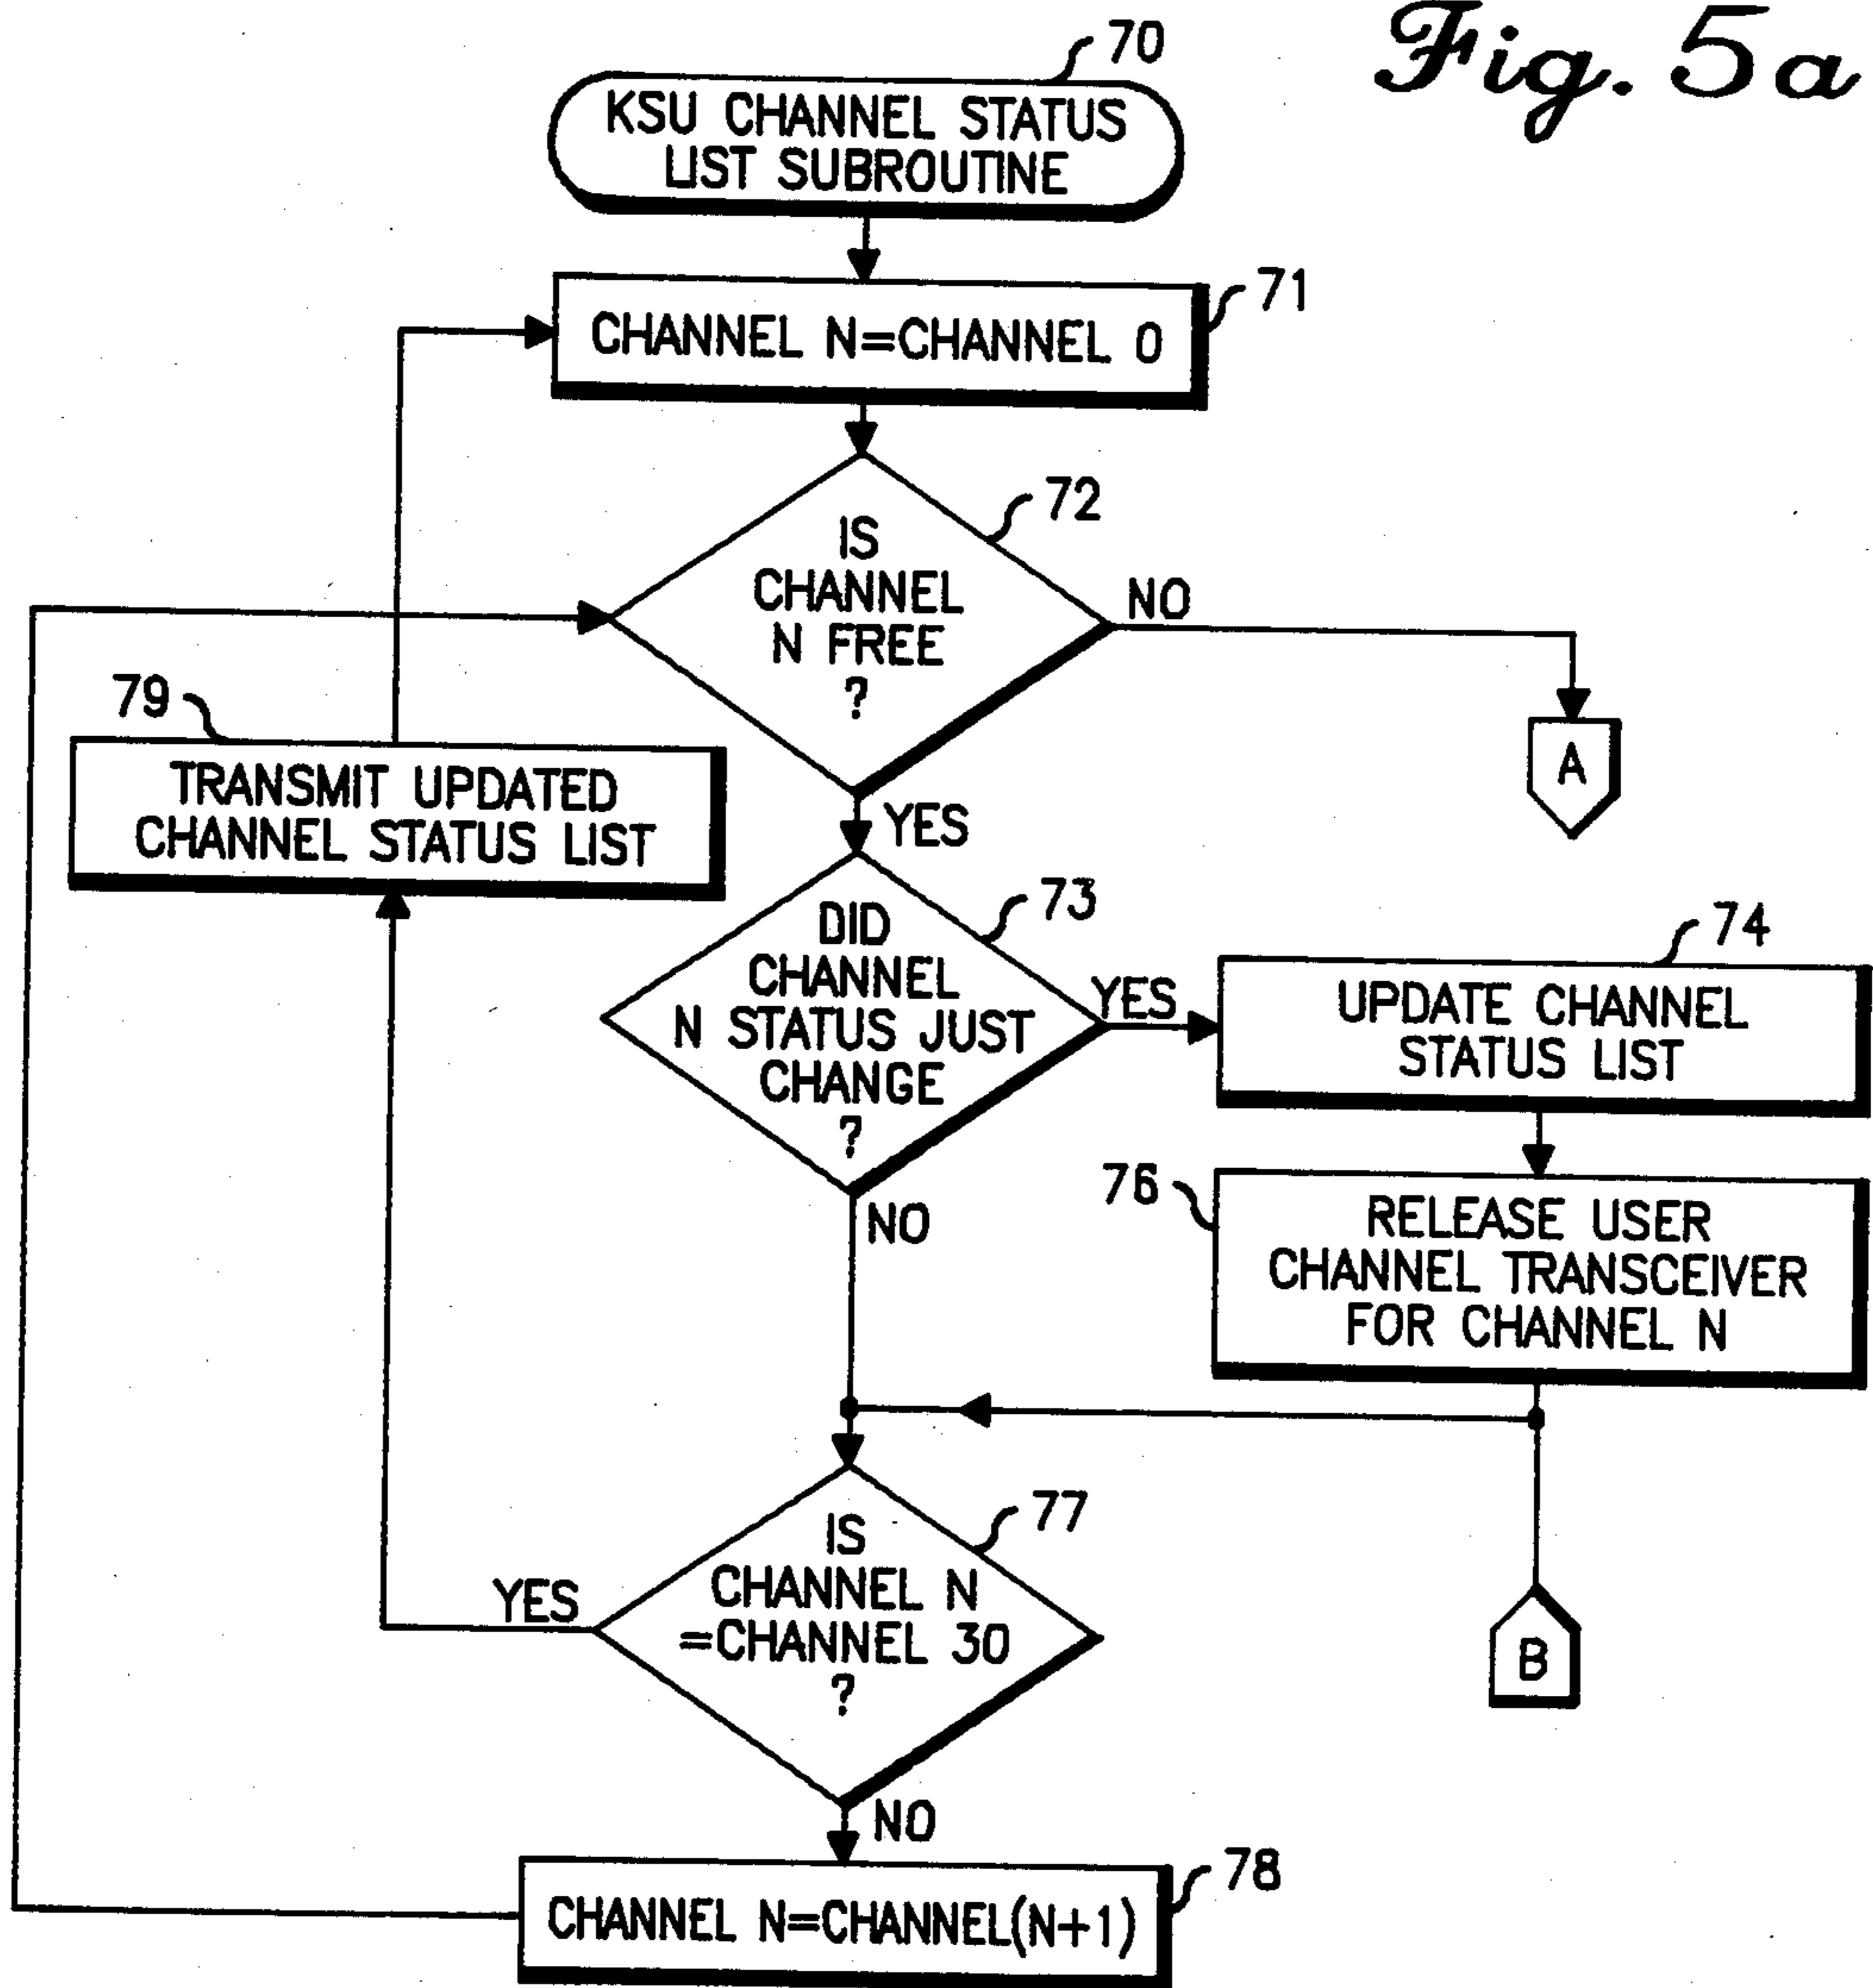 Fig. 5a
70
KSU CHANNEL STATUS
LIST SUBROUTINE
71
CHANNEL N=CHANNEL 0
72
IS
CHANNEL
N FREE
?
NO
A
YES
79
TRANSMIT UPDATED
CHANNEL STATUS LIST
73
DID
CHANNEL
N STATUS JUST
CHANGE
?
YES
74
UPDATE CHANNEL
STATUS LIST
76
RELEASE USER
CHANNEL TRANSCEIVER
FOR CHANNEL N
NO
77
IS
CHANNEL N
=CHANNEL 30
?
YES
B
NO
78
CHANNEL N=CHANNEL(N+1)